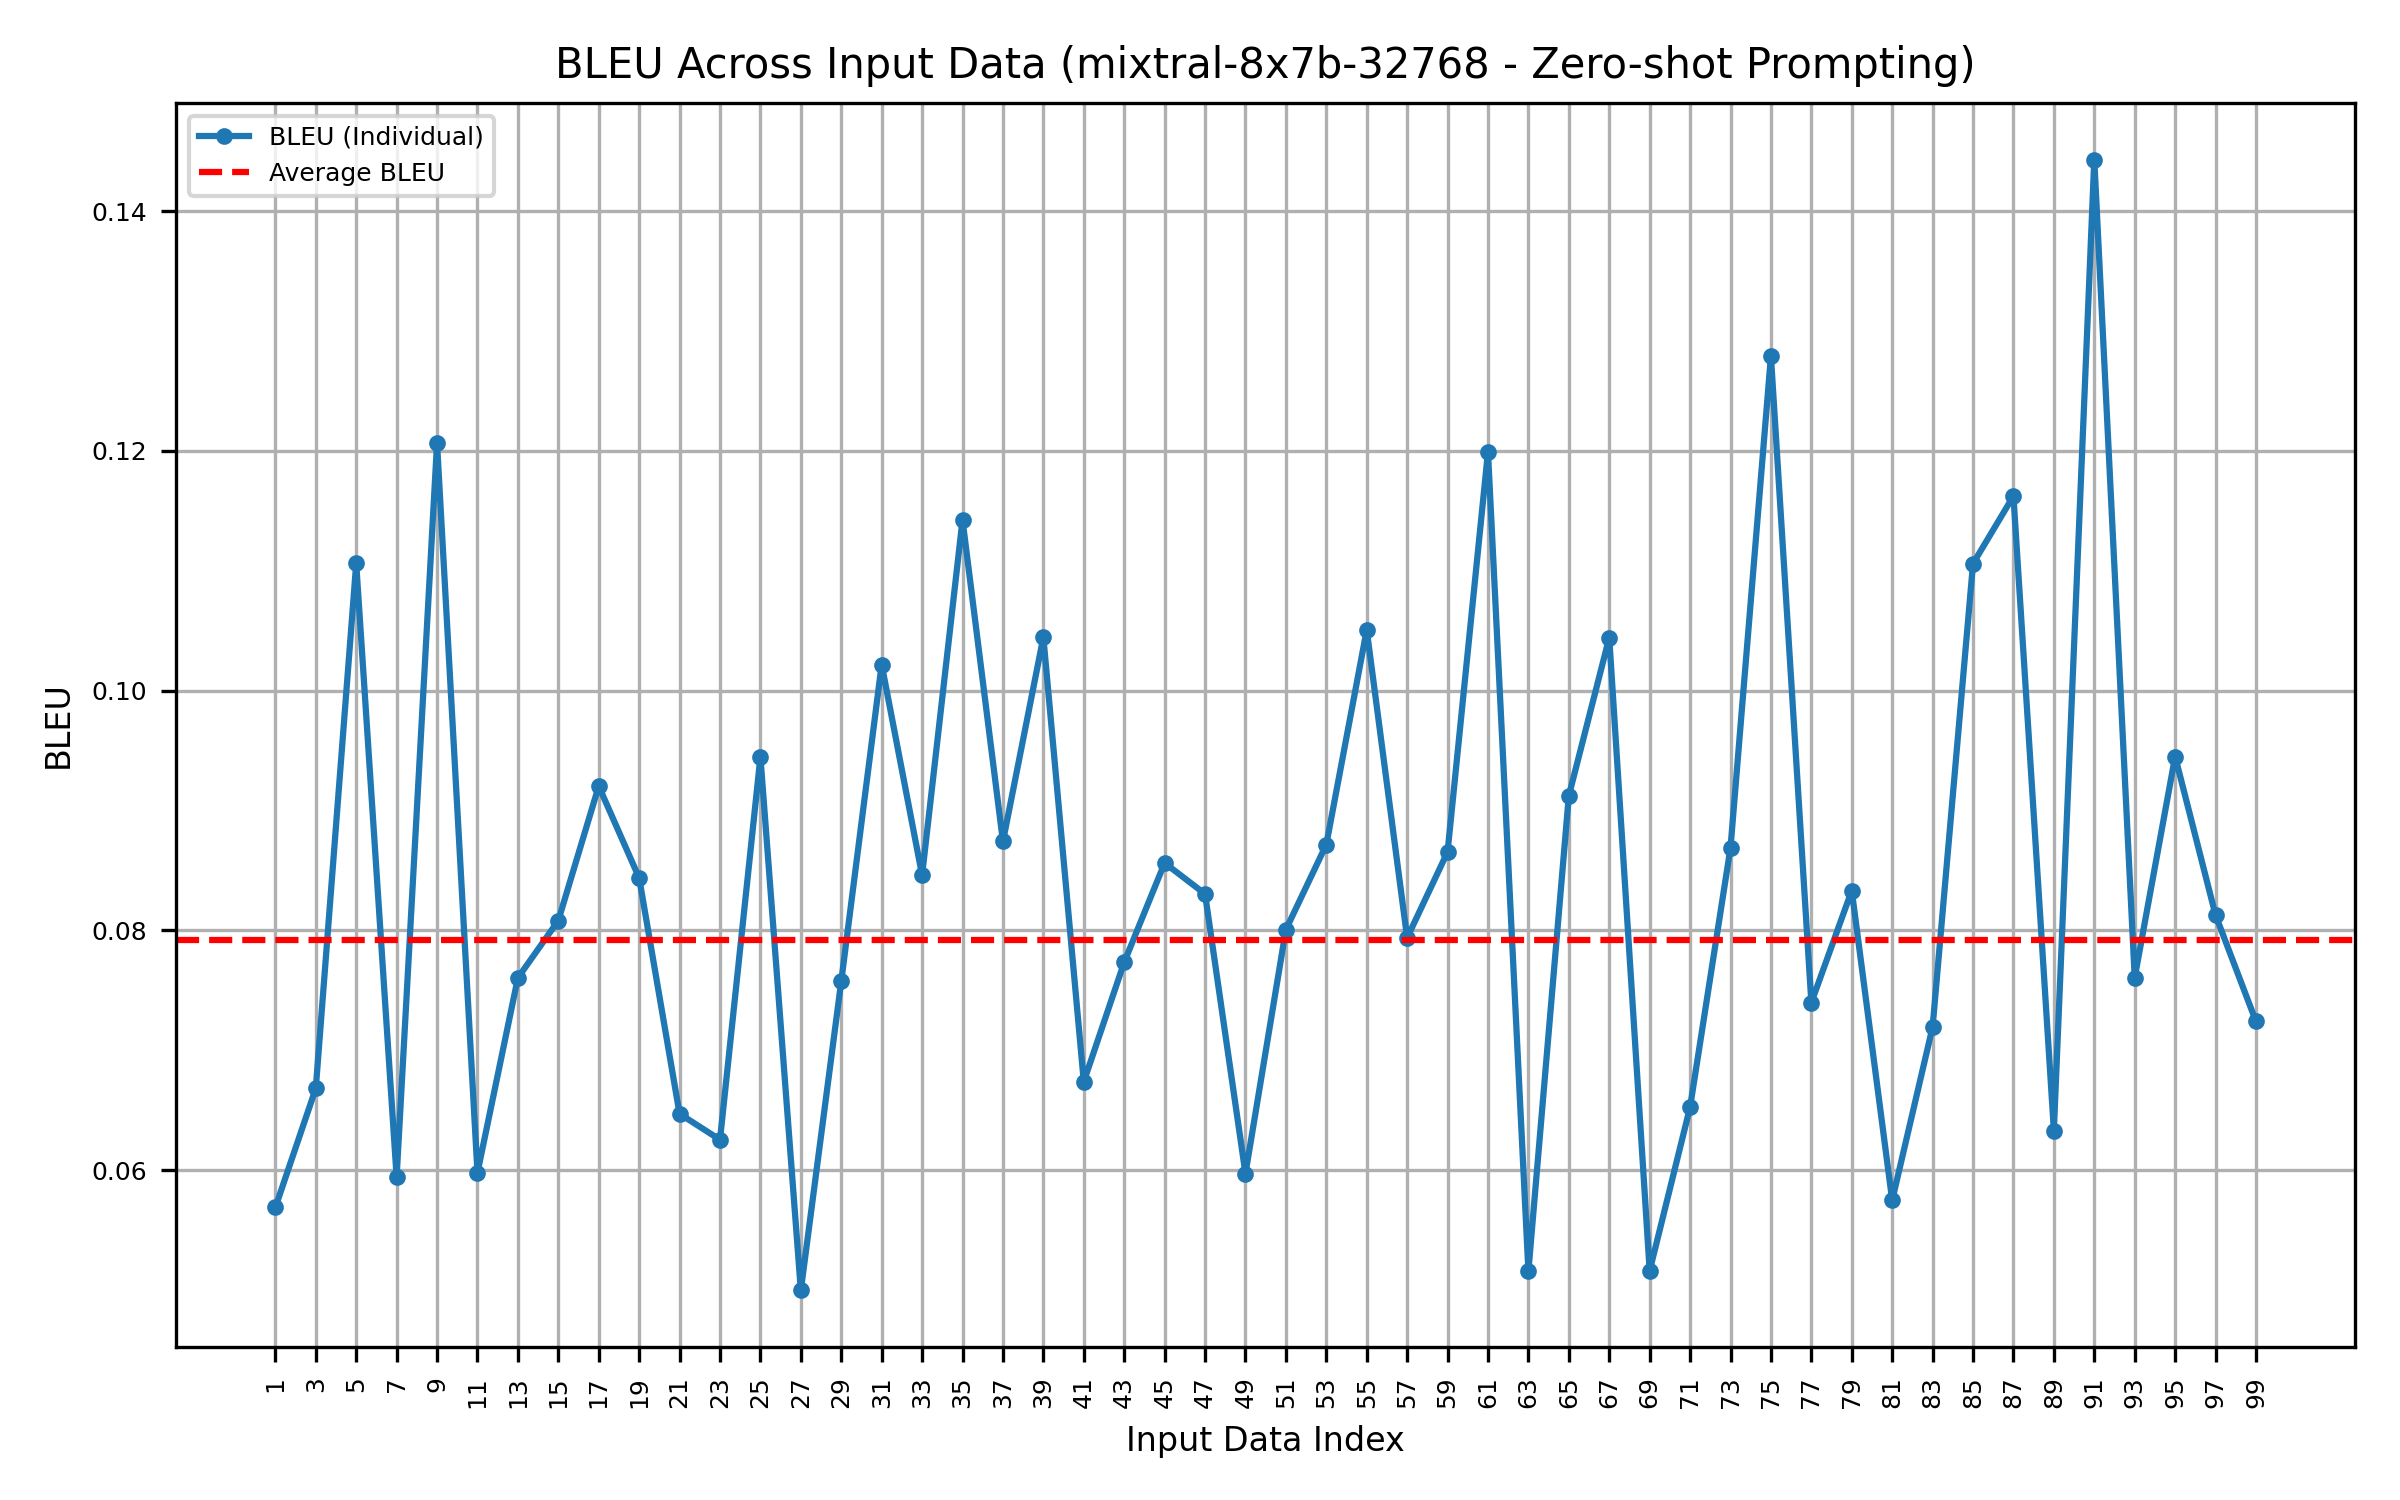 BLEU Across Input Data (mixtral-8x7b-32768 - Zero-shot Prompting)
BLEU (Individual)
Average BLEU
0.14
0.12
0.10
0.08
0.06
BLEU
1 3 5 7 9 11 13 15 17 19 21 23 25 27 29 31 33 35 37 39 41 43 45 47 49 51 53 55 57 59 61 63 65 67 69 71 73 75 77 79 81 83 85 87 89 91 93 95 97 99
Input Data Index